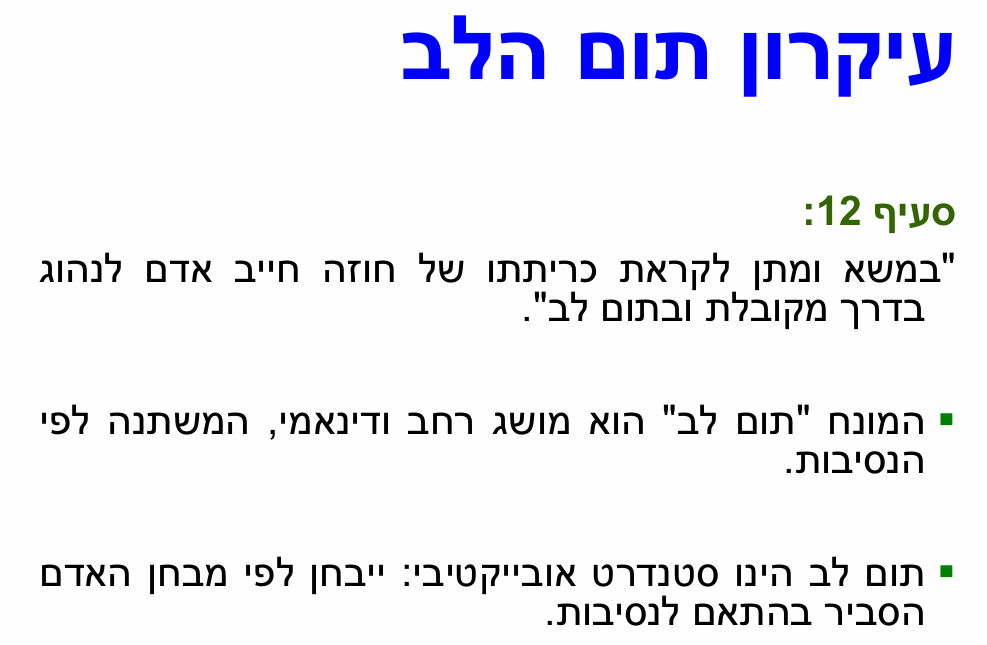 עיקרון תום הלב
סעיף 12:
"במשא ומתן לקראת כריתתו של חוזה חייב אדם לנהוג
בדרך מקובלת ובתום לב".
▪ המונח "תום לב" הוא מושג רחב ודינאמי, המשתנה לפי
הנסיבות.
▪ תום לב הינו סטנדרט אובייקטיבי: ייבחן לפי מבחן האדם
הסביר בהתאם לנסיבות.